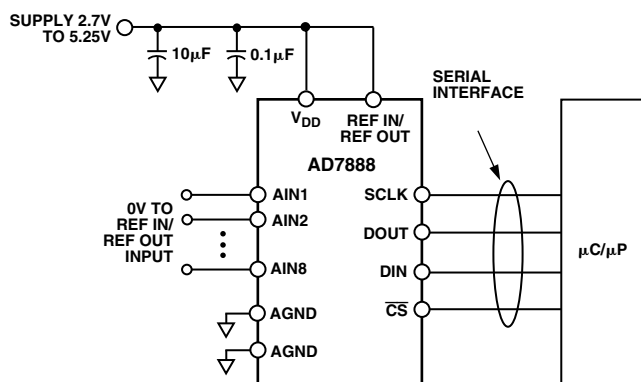 SUPPLY 2.7V
TO 5.25V
10μF
0.1μF
SERIAL
INTERFACE
VDD
REF IN/
REF OUT
AD7888
AIN1
SCLK
0V TO
REF IN/
REF OUT
INPUT
AIN2
DOUT
μC/μP
AIN8
DIN
AGND
CS
AGND